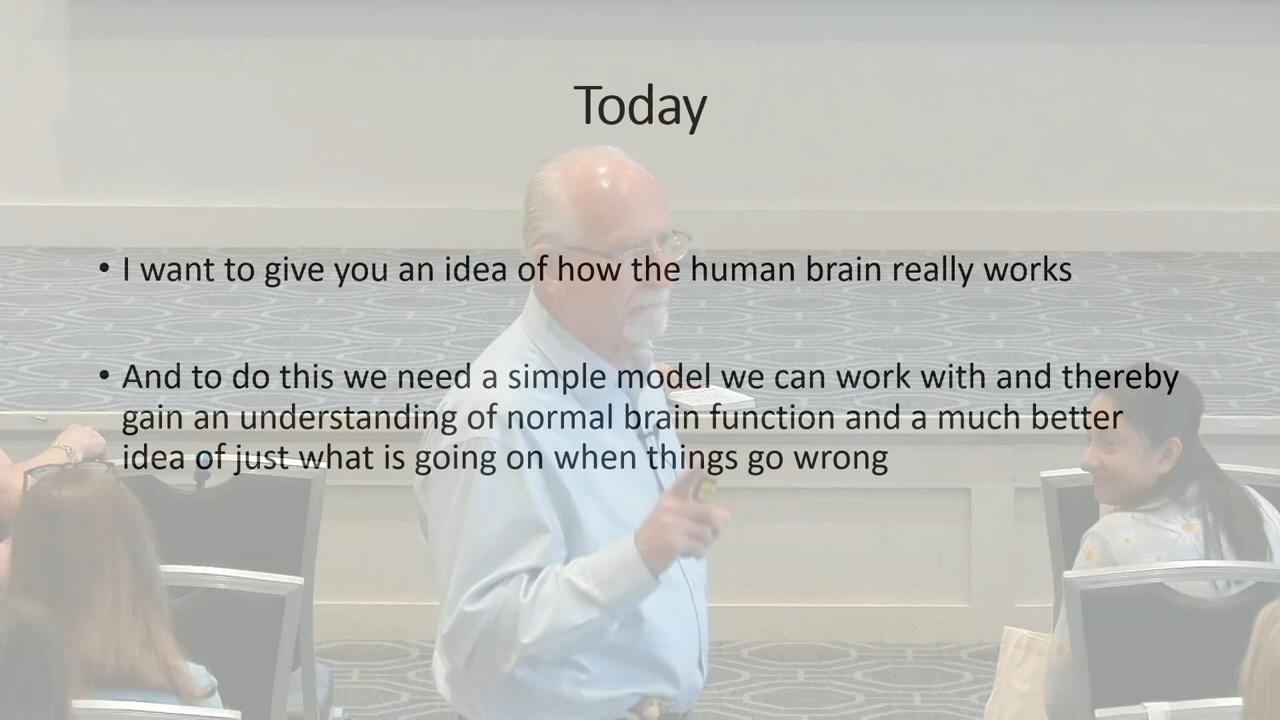 Today
• I want to give you an idea of how the human brain really works
• And to do this we need a simple model we can work with and thereby
gain an understanding of normal brain function and a much better
idea of just what is going on when things go wrong